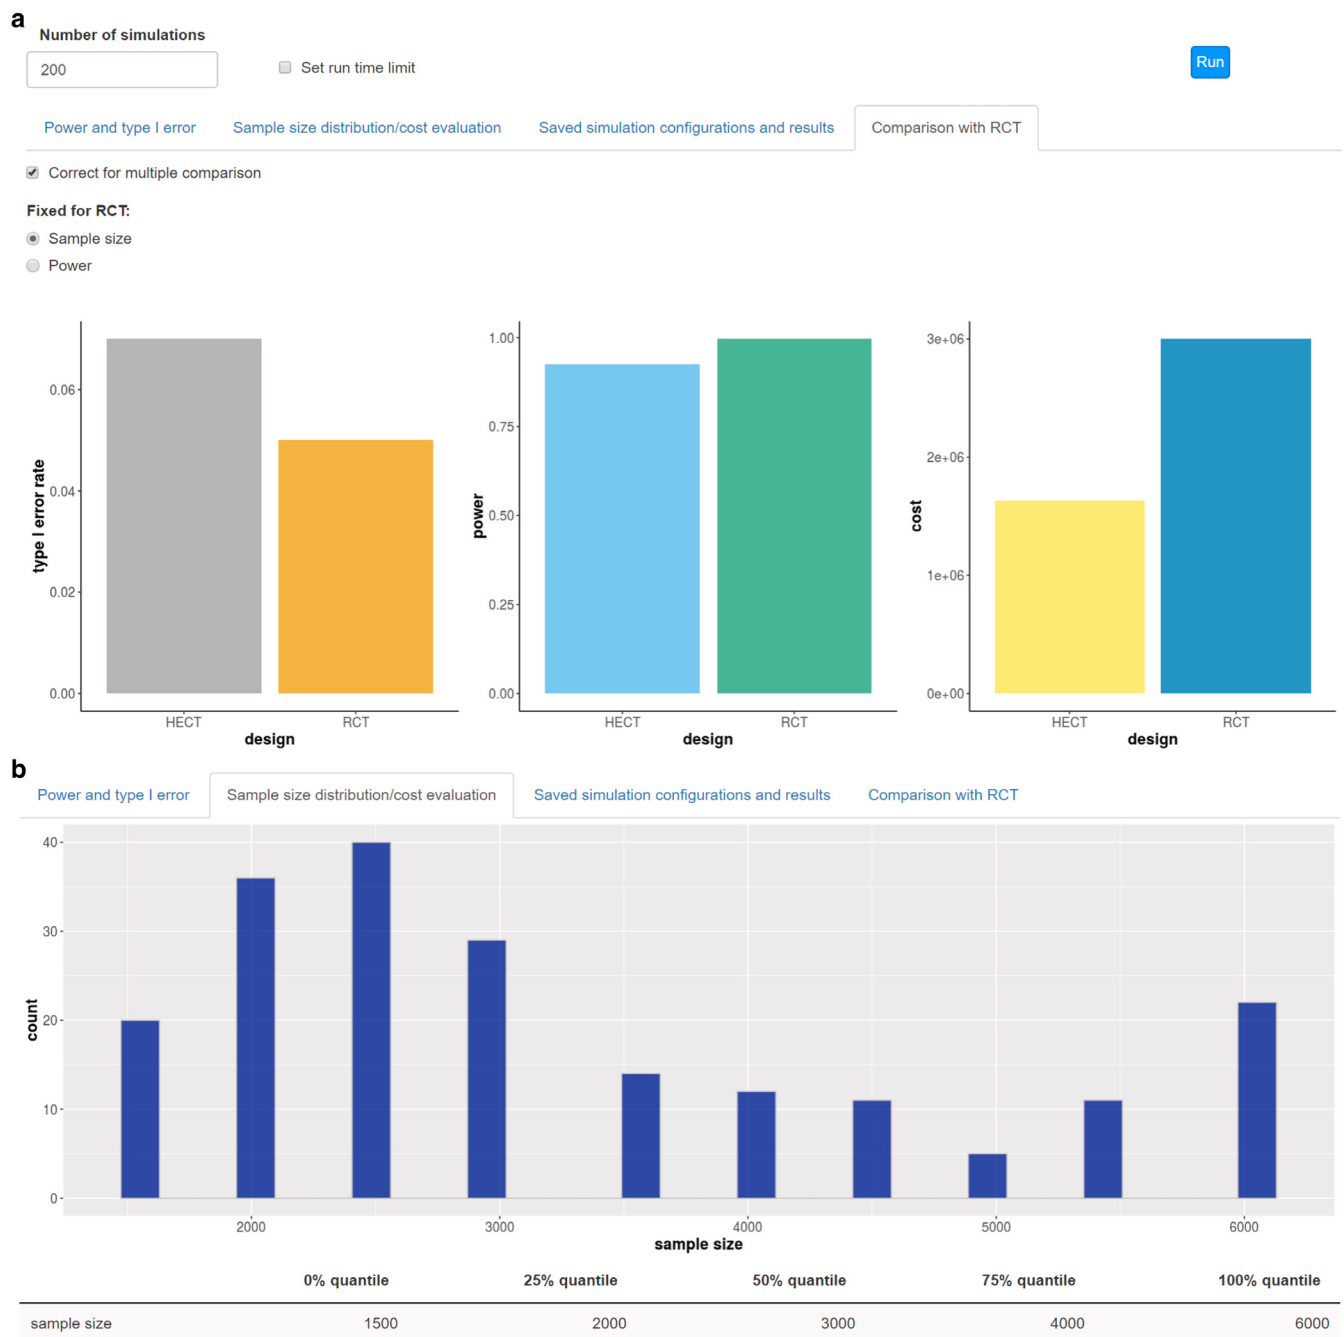 a
Number of simulations
200
Set run time limit
Run
Power and type I error
Sample size distribution/cost evaluation
Saved simulation configurations and results
Comparison with RCT
Correct for multiple comparison
Fixed for RCT:
Sample size
Power
type I error rate
0.06
0.04
0.02
0.00
HECT
RCT
design
power
1.00
0.75
0.50
0.25
0.00
HECT
RCT
design
cost
3e+06
2e+06
1e+06
0e+00
HECT
RCT
design
b
Power and type I error
Sample size distribution/cost evaluation
Saved simulation configurations and results
Comparison with RCT
count
40
30
20
10
0
2000
3000
4000
5000
6000
sample size
0% quantile 25% quantile 50% quantile 75% quantile 100% quantile
sample size 1500 2000 3000 4000 6000